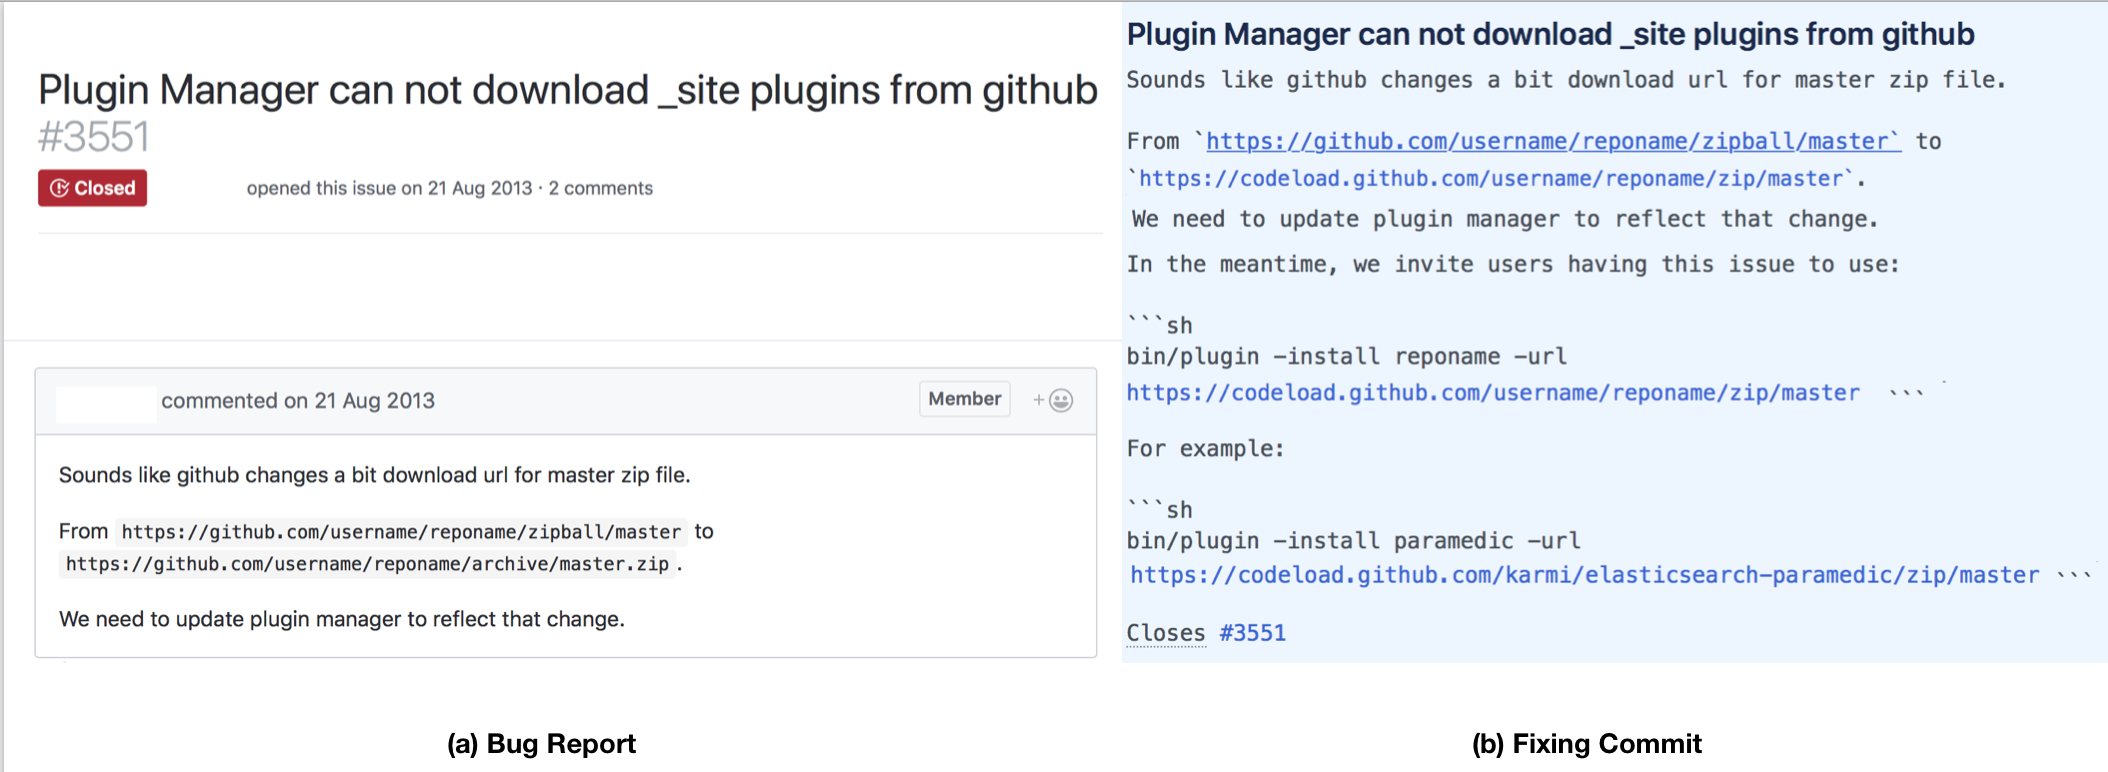 Plugin Manager can not download _site plugins from github
#3551
Closed
opened this issue on 21 Aug 2013 · 2 comments
commented on 21 Aug 2013
Member
Sounds like github changes a bit download url for master zip file.
From https://github.com/username/reponame/zipball/master to
https://github.com/username/reponame/archive/master.zip .
We need to update plugin manager to reflect that change.
(a) Bug Report
Plugin Manager can not download _site plugins from github
Sounds like github changes a bit download url for master zip file.
From `https://github.com/username/reponame/zipball/master` to
`https://codeload.github.com/username/reponame/zip/master`.
We need to update plugin manager to reflect that change.
In the meantime, we invite users having this issue to use:
```sh
bin/plugin -install reponame -url
https://codeload.github.com/username/reponame/zip/master ```
For example:
```sh
bin/plugin -install paramedic -url
https://codeload.github.com/karmi/elasticsearch-paramedic/zip/master ```
Closes #3551
(b) Fixing Commit